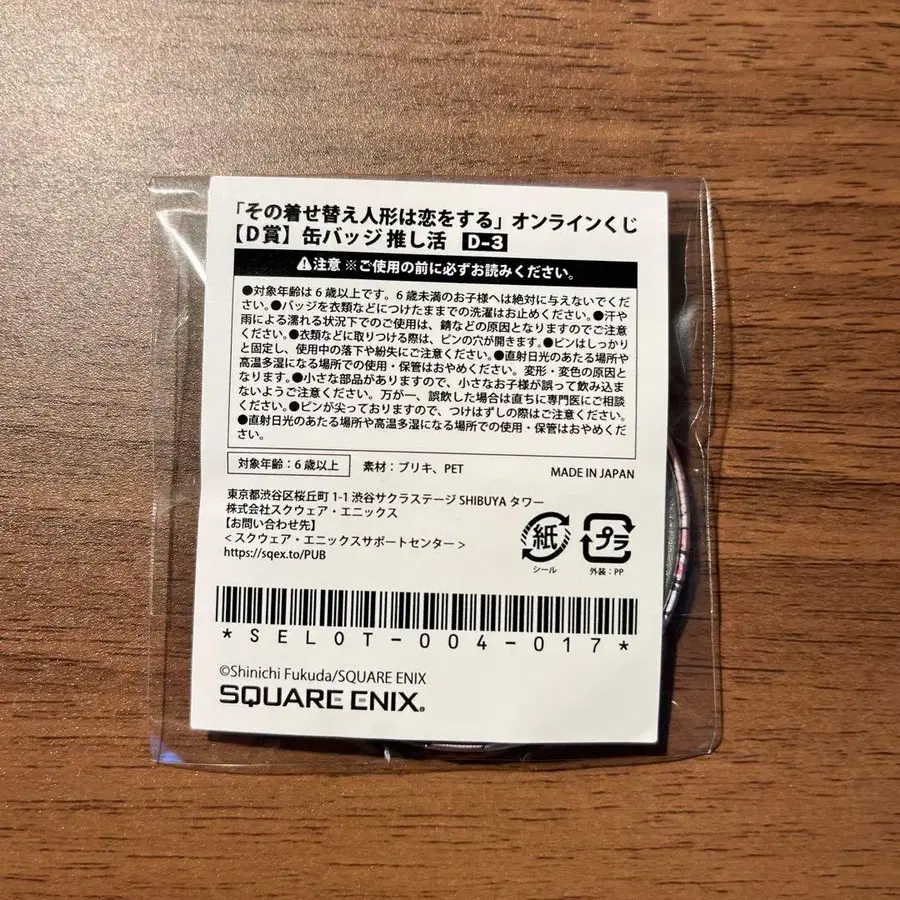 「その着せ替え人形は恋をする」オンラインくじ
【D賞】缶バッジ 推し活 D-3
⚠注意 ※ご使用の前に必ずお読みください。
●対象年齢は6歳以上です。6歳未満のお子様へは絶対に与えないでくだ
さい。●バッジを衣類などにつけたままでの洗濯はお止めください。●汗や
雨による濡れる状況下でのご使用は、錆などの原因となりますのでご注意
ください。●衣類などに取りつける際は、ピンの穴が開きます。●ピンはしっかり
と固定し、使用中の落下や紛失にご注意ください。●直射日光のあたる場所や
高温多湿になる場所での使用・保管はおやめください。変形・変色の原因と
なります。●小さな部品がありますので、小さなお子様が誤って飲み込ま
ないようご注意ください。万が一、誤飲した場合は直ちに専門医にご相談
ください。●ピンが尖っておりますので、つけはずしの際はご注意ください。
●直射日光のあたる場所や高温多湿になる場所での使用・保管はおやめくだ
さい。
対象年齢：6歳以上 素材：ブリキ、PET MADE IN JAPAN
東京都渋谷区桜丘町1-1 渋谷サクラステージ SHIBUYA タワー
株式会社スクウェア・エニックス
【お問い合わせ先】
＜スクウェア・エニックスサポートセンター＞
https://sqex.to/PUB
紙 プラ
シール 外装：PP
*SELOT-004-017*
©Shinichi Fukuda/SQUARE ENIX
SQUARE ENIX®